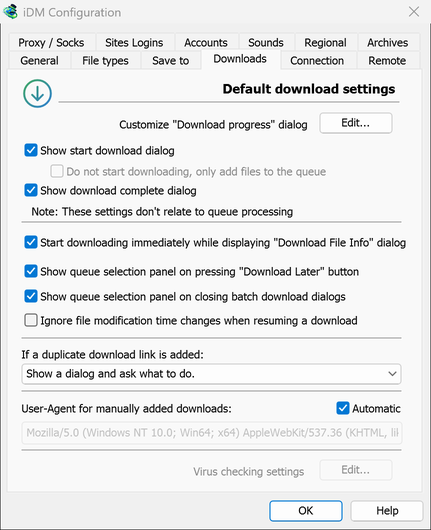 iDM Configuration
Proxy / Socks
Sites Logins
Accounts
Sounds
Regional
Archives
General
File types
Save to
Downloads
Connection
Remote
Default download settings
Customize "Download progress" dialog
Edit...
Show start download dialog
Do not start downloading, only add files to the queue
Show download complete dialog
Note: These settings don't relate to queue processing
Start downloading immediately while displaying "Download File Info" dialog
Show queue selection panel on pressing "Download Later" button
Show queue selection panel on closing batch download dialogs
Ignore file modification time changes when resuming a download
If a duplicate download link is added:
Show a dialog and ask what to do.
User-Agent for manually added downloads:
Automatic
Mozilla/5.0 (Windows NT 10.0; Win64; x64) AppleWebKit/537.36 (KHTML,
Virus checking settings
Edit...
OK
Help